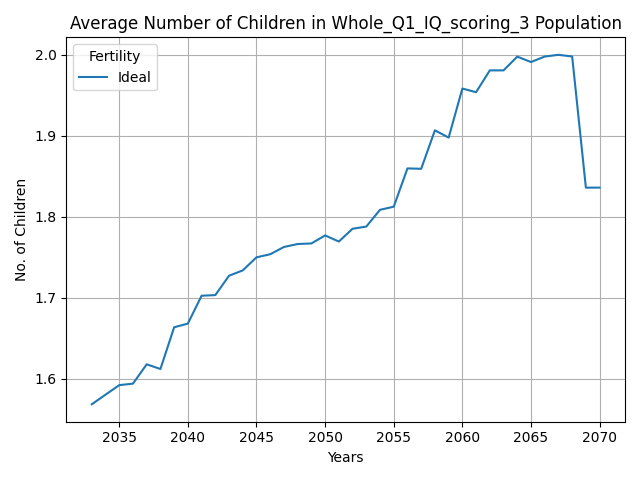 Average Number of Children in Whole_Q1_IQ_scoring_3 Population
Fertility
Ideal
2.0
1.9
1.8
1.7
1.6
No. of Children
2035 2040 2045 2050 2055 2060 2065 2070
Years